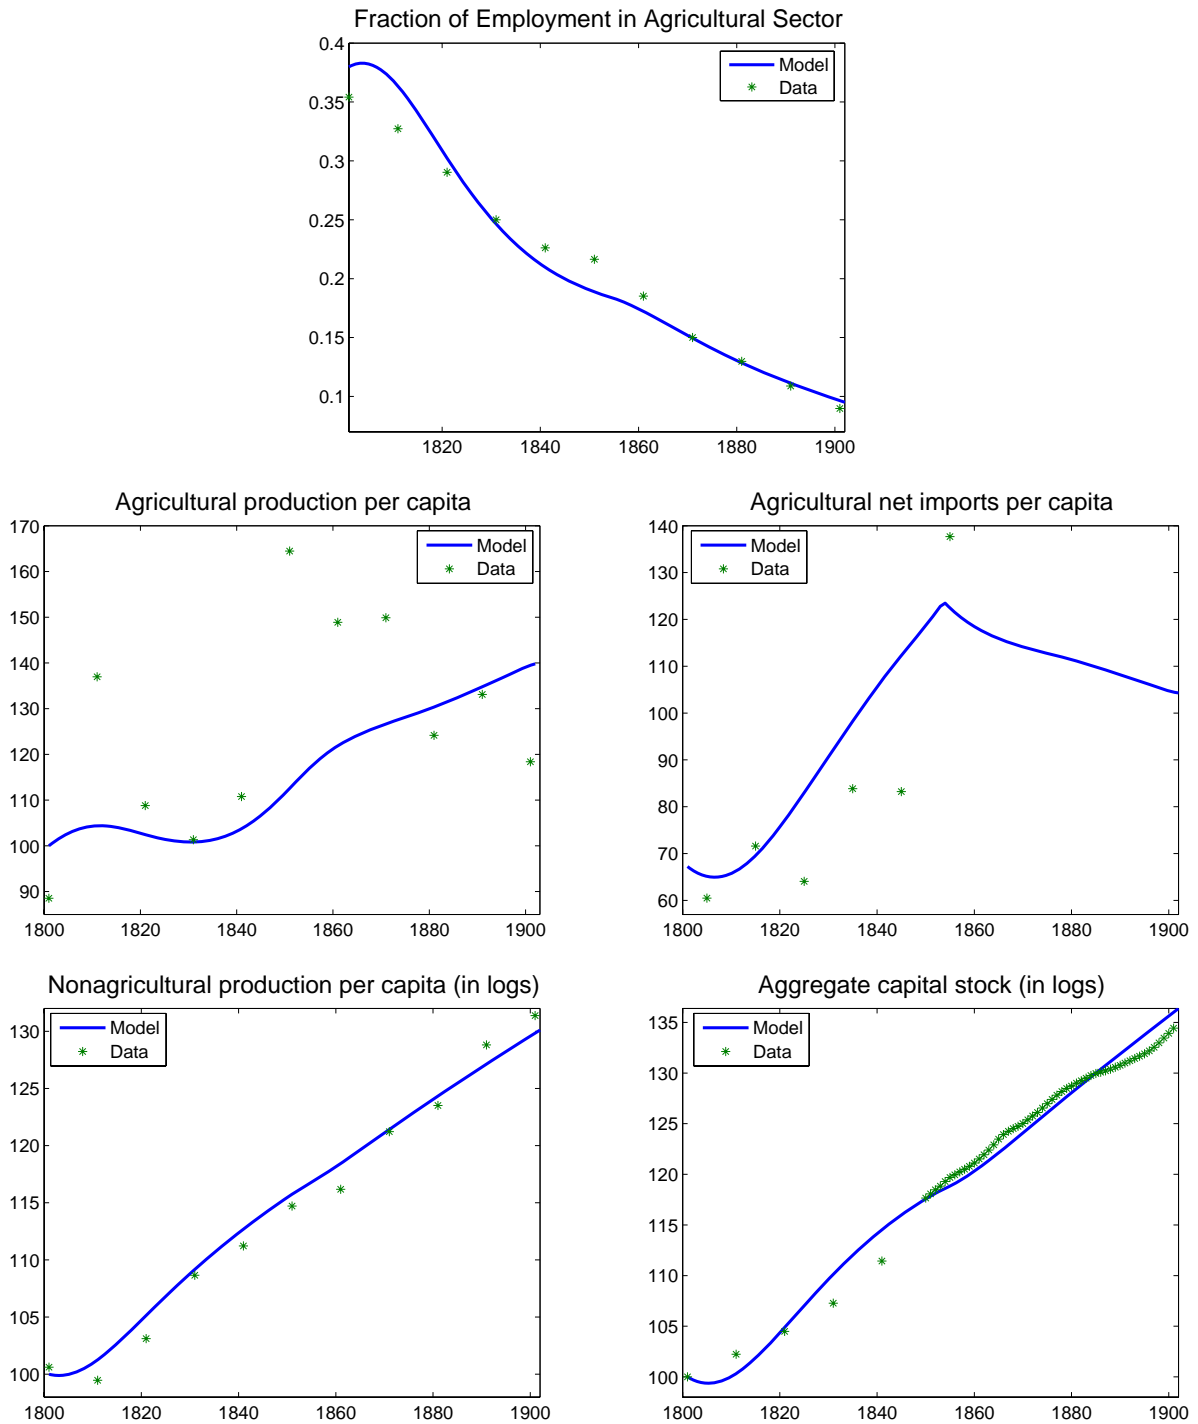 Fraction of Employment in Agricultural Sector
0.4
0.35
0.3
0.25
0.2
0.15
0.1
Model
Data
1820 1840 1860 1880 1900
Agricultural production per capita
170
160
150
140
130
120
110
100
90
Model
Data
1800 1820 1840 1860 1880 1900
Agricultural net imports per capita
140
130
120
110
100
90
80
70
60
Model
Data
1800 1820 1840 1860 1880 1900
Nonagricultural production per capita (in logs)
130
125
120
115
110
105
100
Model
Data
1800 1820 1840 1860 1880 1900
Aggregate capital stock (in logs)
135
130
125
120
115
110
105
100
Model
Data
1800 1820 1840 1860 1880 1900